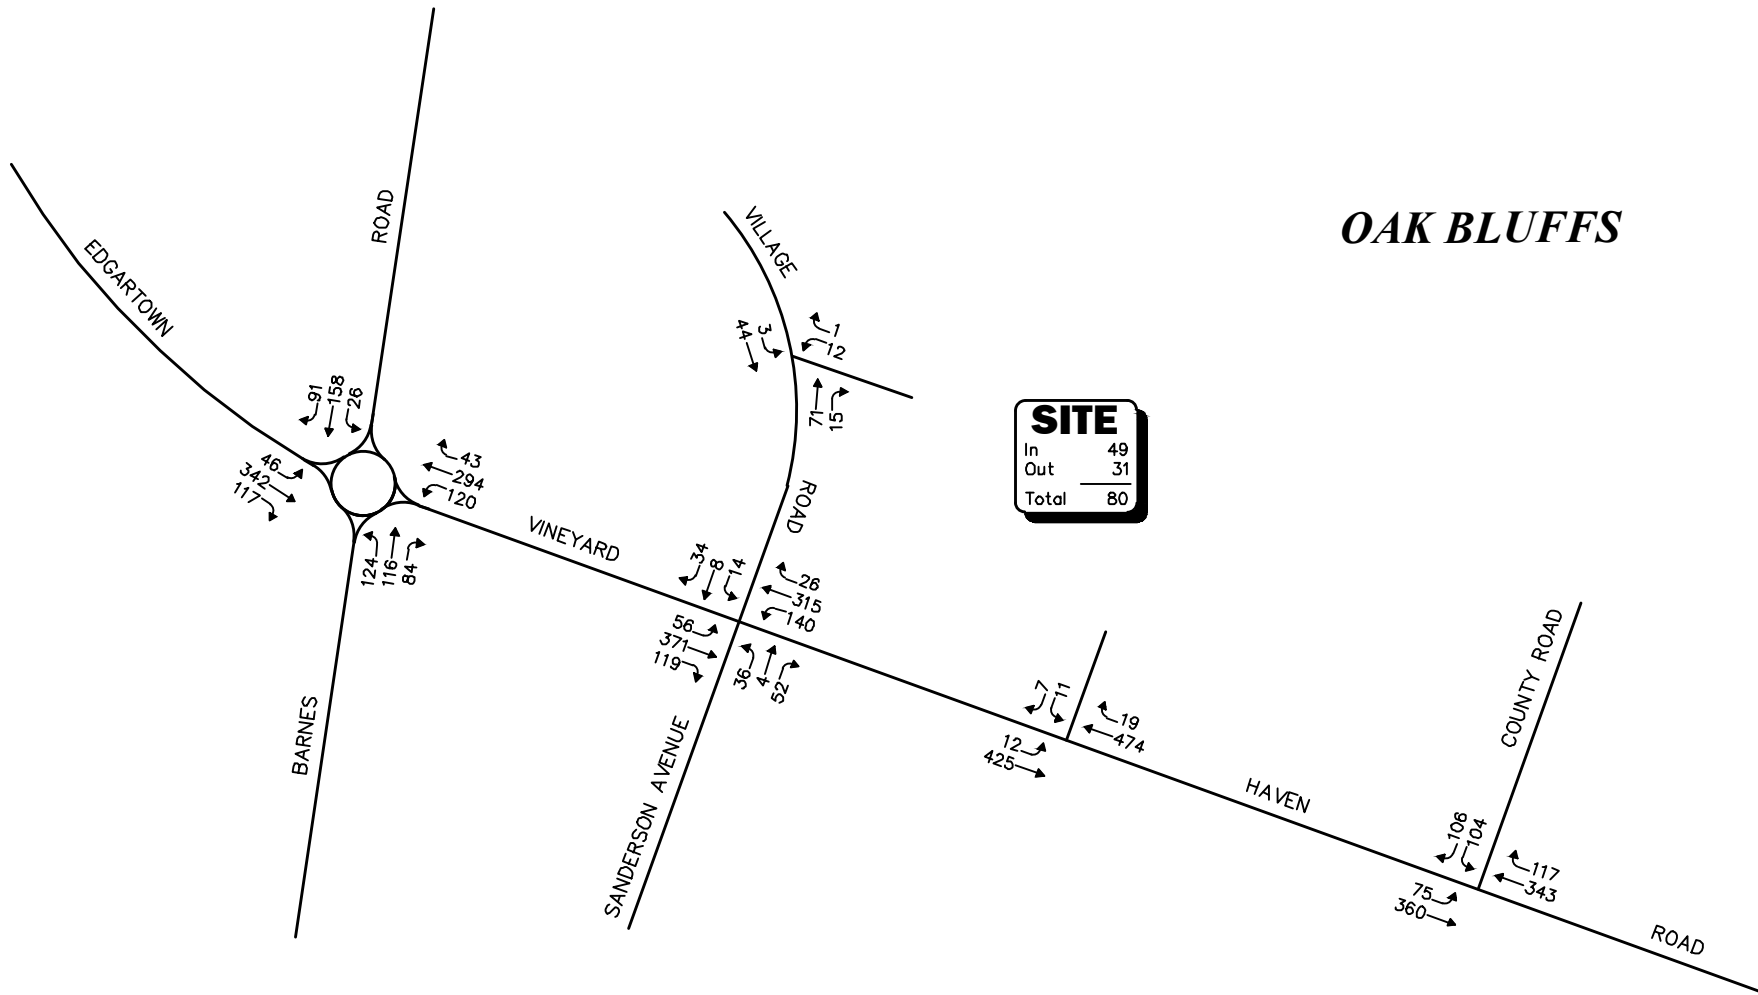 OAK BLUFFS
ROAD
EDGARTOWN
VILLAGE
1
12
3
44
71
15
91
158
26
46
342
117
43
294
120
124
116
84
SITE
In 49
Out 31
Total 80
ROAD
VINEYARD
34
8
14
26
315
140
56
371
119
36
4
52
BARNES
SANDERSON AVENUE
7
11
19
474
12
425
COUNTY ROAD
HAVEN
106
104
117
343
75
360
ROAD